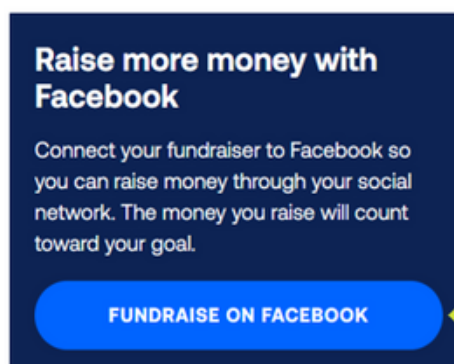 Raise more money with
Facebook
Connect your fundraiser to Facebook so
you can raise money through your social
network. The money you raise will count
toward your goal.
FUNDRAISE ON FACEBOOK